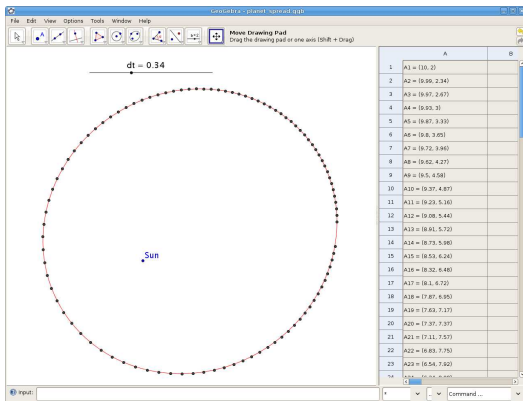 GeoGebra - planet_spread.ggb
File Edit View Options Tools Window Help
Move Drawing Pad
Drag the drawing pad or one axis (Shift + Drag)
A
a=2
dt = 0.34
Sun
A B
1 A1 = (10, 2)
2 A2 = (9.99, 2.34)
3 A3 = (9.97, 2.67)
4 A4 = (9.93, 3)
5 A5 = (9.87, 3.33)
6 A6 = (9.8, 3.65)
7 A7 = (9.72, 3.96)
8 A8 = (9.62, 4.27)
9 A9 = (9.5, 4.58)
10 A10 = (9.37, 4.87)
11 A11 = (9.23, 5.16)
12 A12 = (9.08, 5.44)
13 A13 = (8.91, 5.72)
14 A14 = (8.73, 5.98)
15 A15 = (8.53, 6.24)
16 A16 = (8.32, 6.48)
17 A17 = (8.1, 6.72)
18 A18 = (7.87, 6.95)
19 A19 = (7.63, 7.17)
20 A20 = (7.37, 7.37)
21 A21 = (7.11, 7.57)
22 A22 = (6.83, 7.75)
23 A23 = (6.54, 7.92)
Input: * .. Command ...